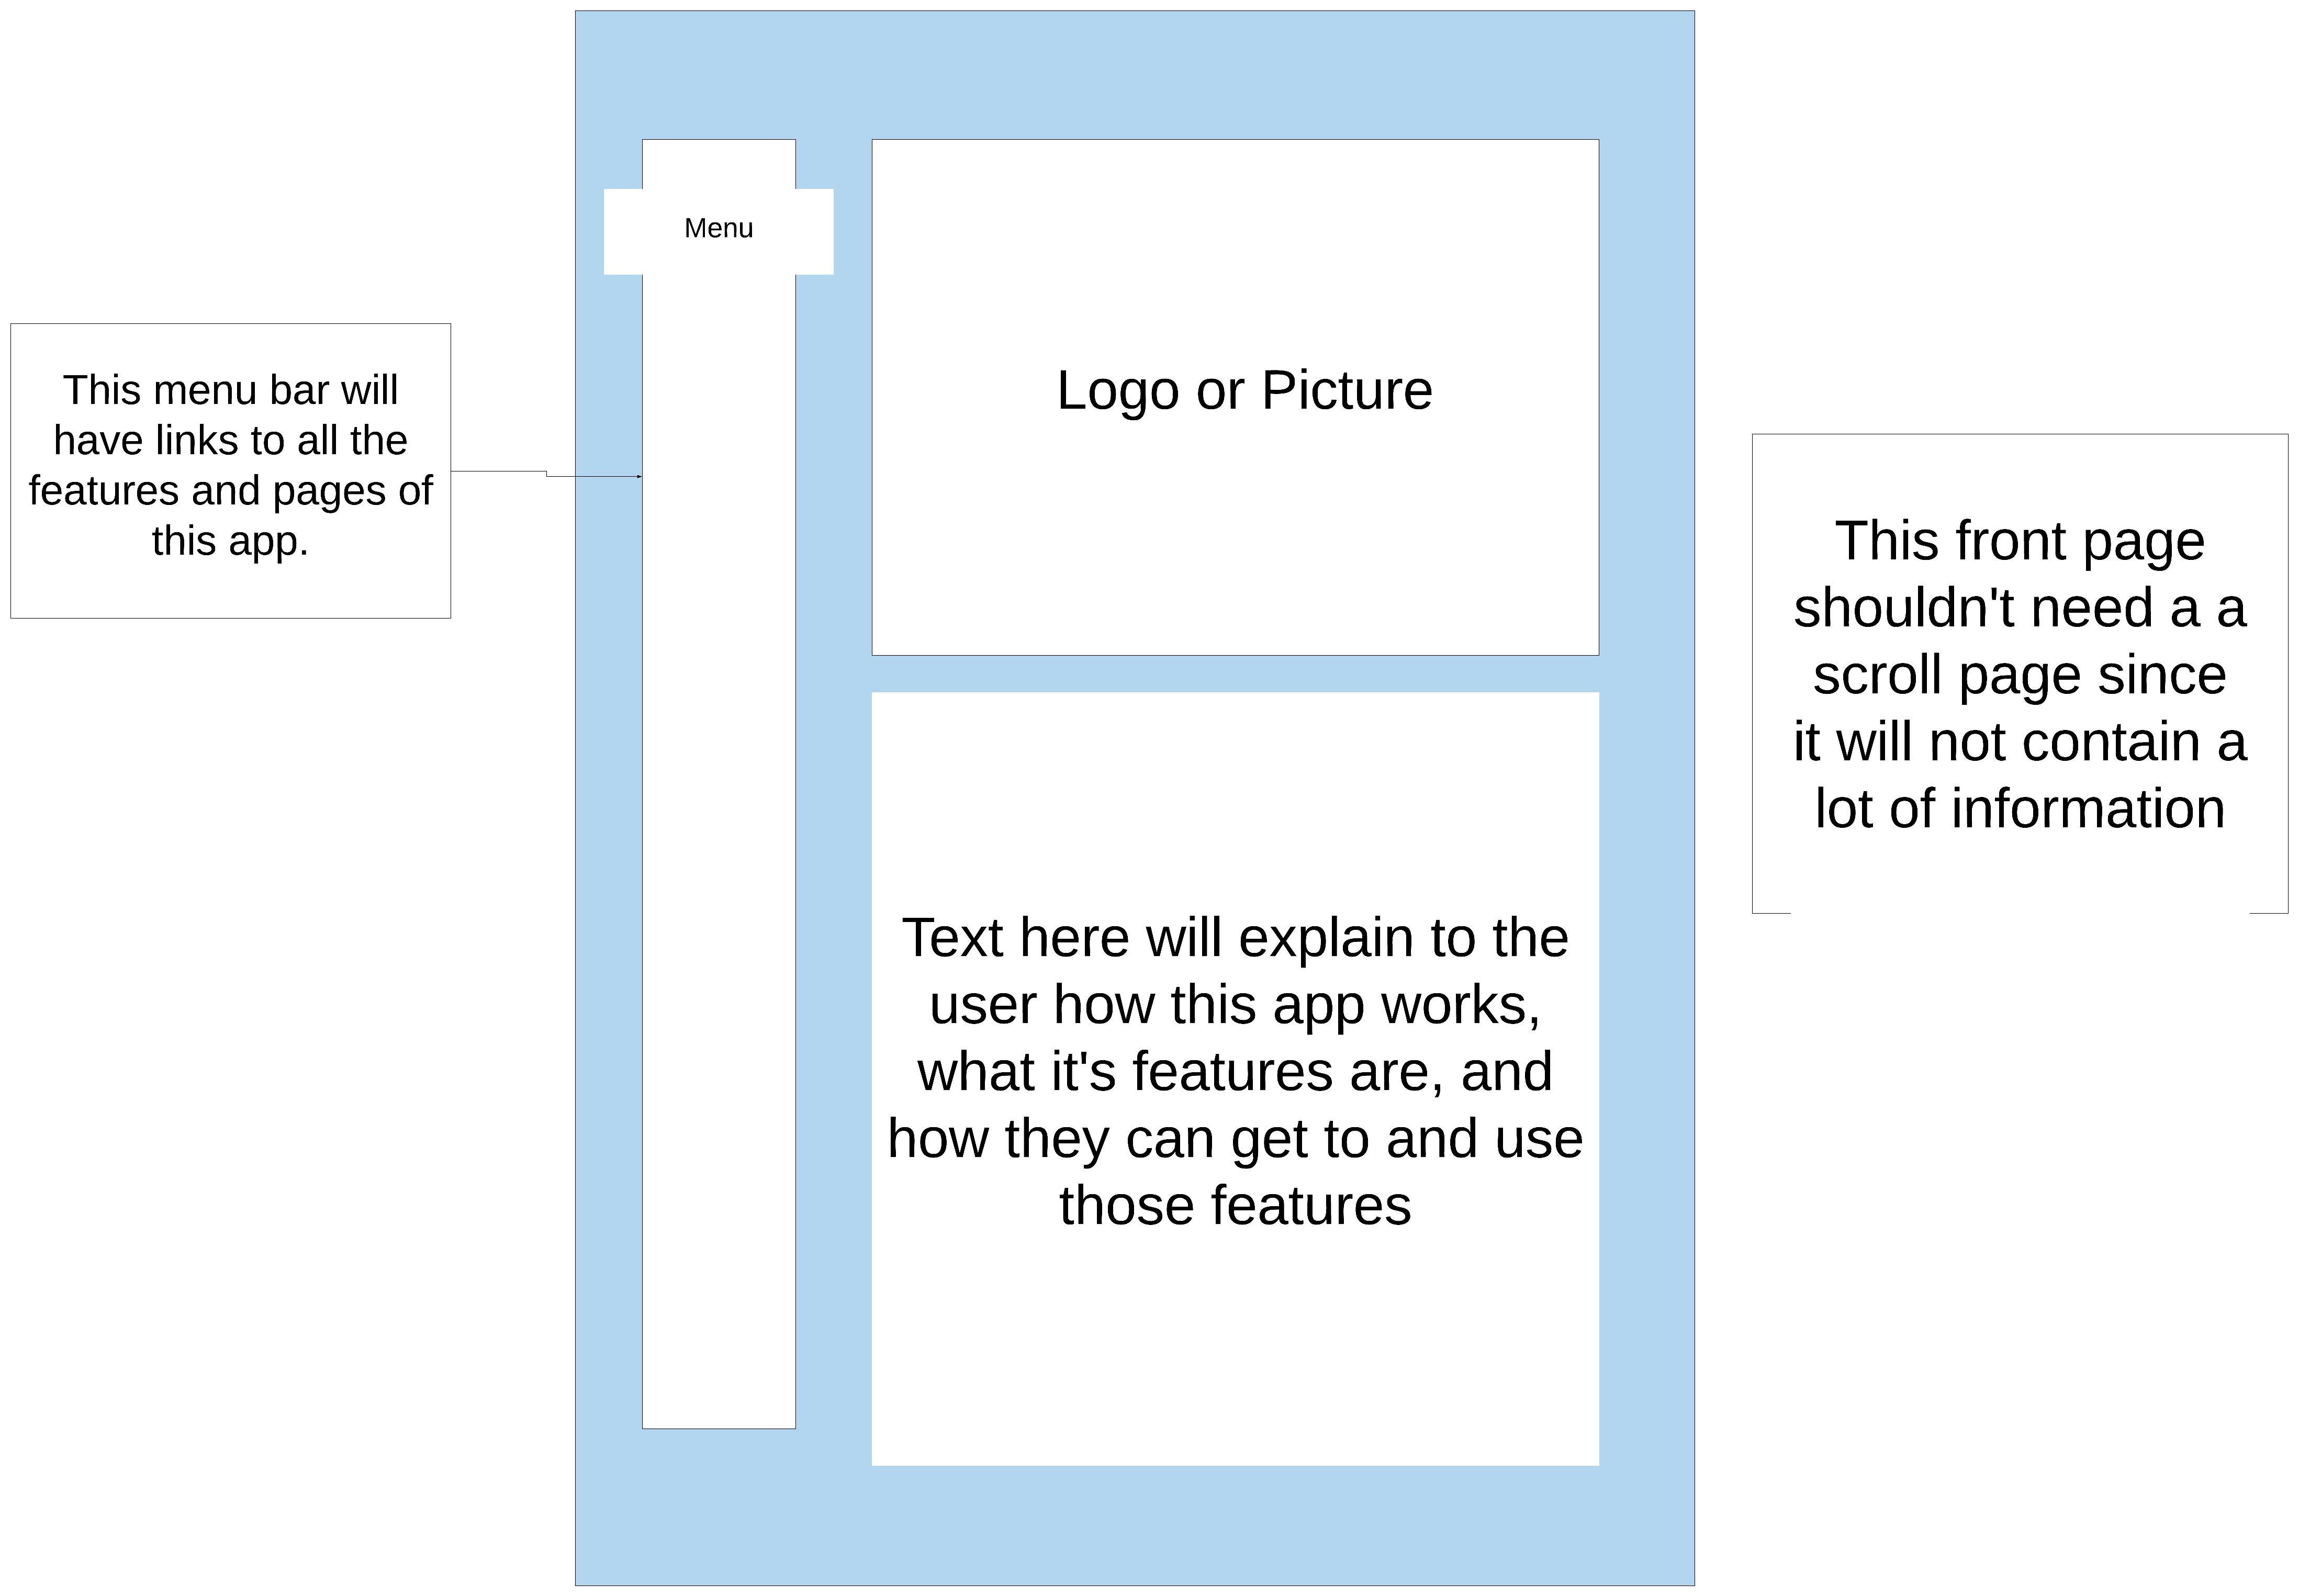 Menu
This menu bar will
have links to all the
features and pages of
this app.
Logo or Picture
This front page
shouldn't need a a
scroll page since
it will not contain a
lot of information
Text here will explain to the
user how this app works,
what it's features are, and
how they can get to and use
those features